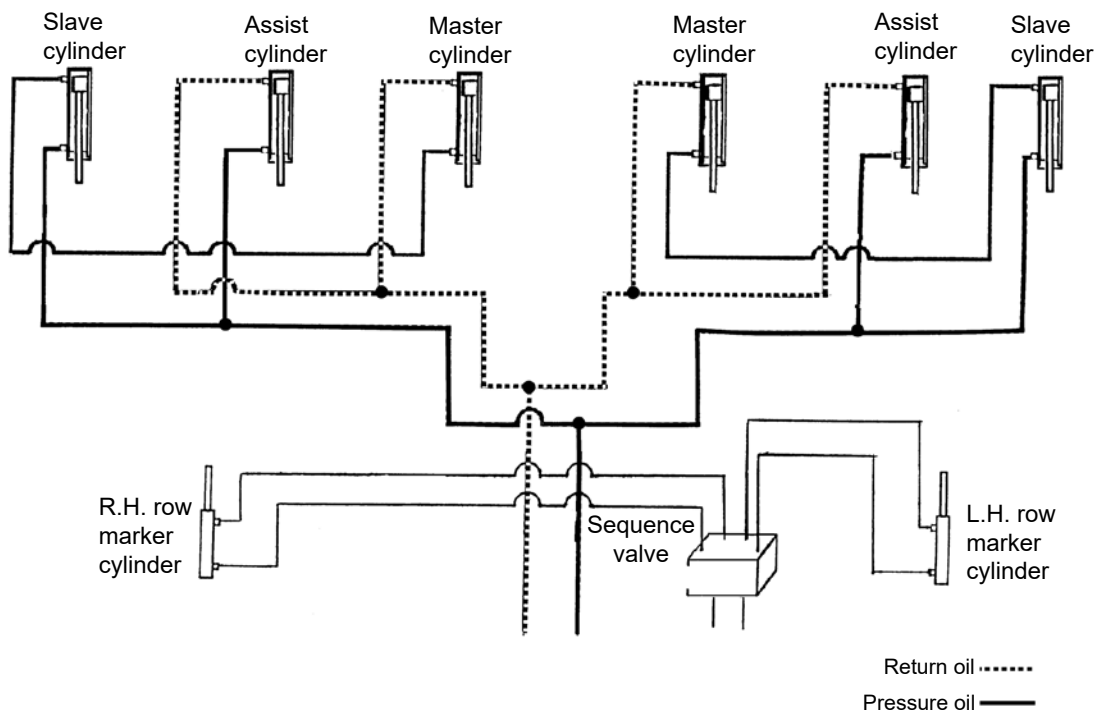 Slave
cylinder
Assist
cylinder
Master
cylinder
Master
cylinder
Assist
cylinder
Slave
cylinder
R.H. row
marker
cylinder
Sequence
valve
L.H. row
marker
cylinder
Return oil
Pressure oil